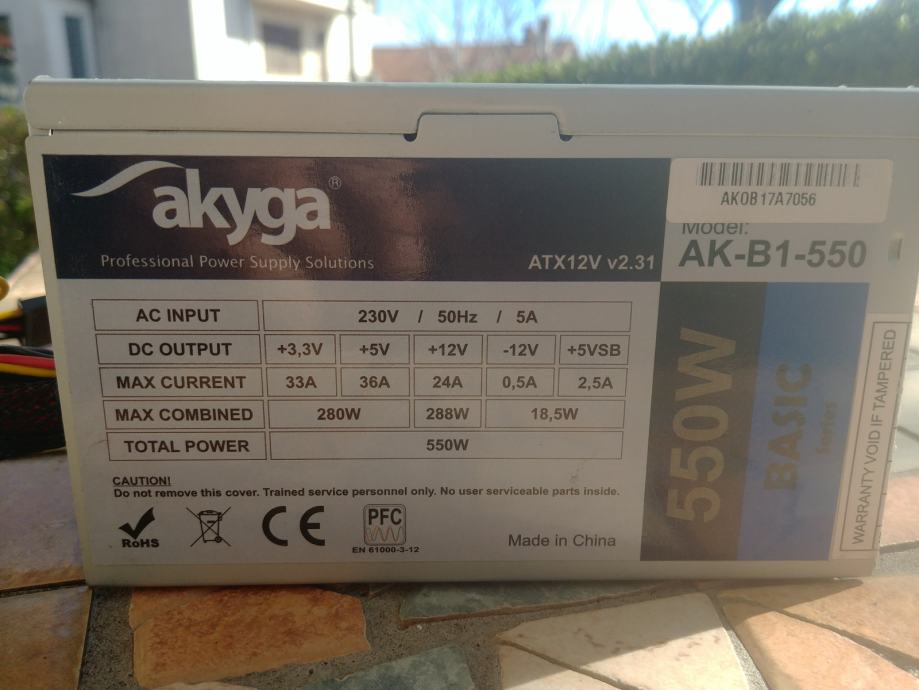 akyga®
Professional Power Supply Solutions
ATX12V v2.31
AK0B17A7056
Model:
AK-B1-550
AC INPUT 230V / 50Hz / 5A
DC OUTPUT +3,3V +5V +12V -12V +5VSB
MAX CURRENT 33A 36A 24A 0,5A 2,5A
MAX COMBINED 280W 288W 18,5W
TOTAL POWER 550W
CAUTION!
Do not remove this cover. Trained service personnel only. No user serviceable parts inside.
RoHS
CE
PFC
EN 61000-3-12
Made in China
550W
BASIC
series
WARRANTY VOID IF TAMPERED